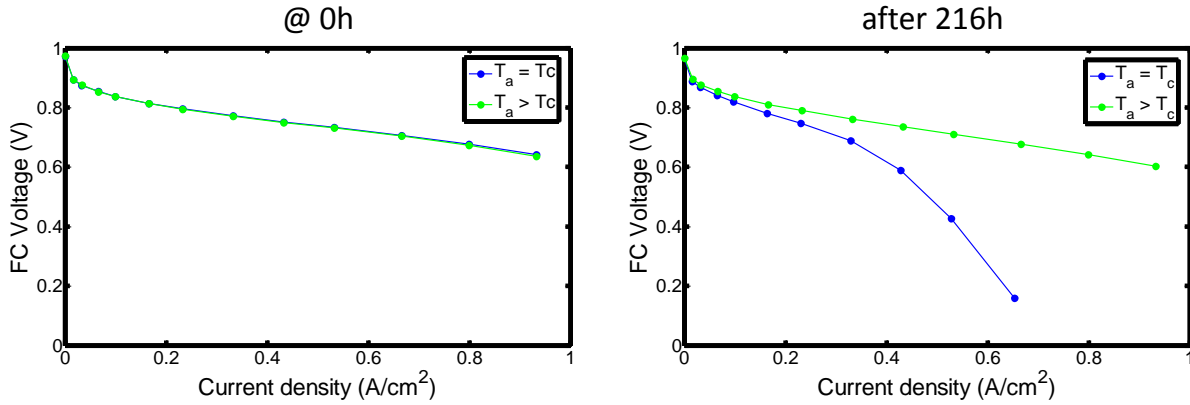 @ 0h
1
0.8
0.6
0.4
0.2
0
0 0.2 0.4 0.6 0.8 1
FC Voltage (V)
Current density (A/cm²)
Tₐ = Tc
Tₐ > Tc
after 216h
1
0.8
0.6
0.4
0.2
0
0 0.2 0.4 0.6 0.8 1
FC Voltage (V)
Current density (A/cm²)
Tₐ = T_c
Tₐ > T_c